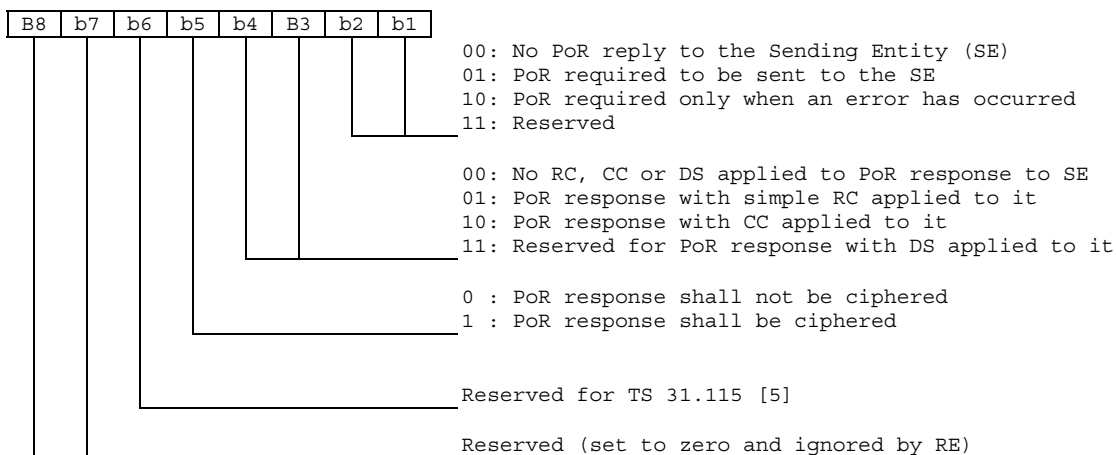 B8 b7 b6 b5 b4 B3 b2 b1
00: No PoR reply to the Sending Entity (SE)
01: PoR required to be sent to the SE
10: PoR required only when an error has occurred
11: Reserved
00: No RC, CC or DS applied to PoR response to SE
01: PoR response with simple RC applied to it
10: PoR response with CC applied to it
11: Reserved for PoR response with DS applied to it
0 : PoR response shall not be ciphered
1 : PoR response shall be ciphered
Reserved for TS 31.115 [5]
Reserved (set to zero and ignored by RE)